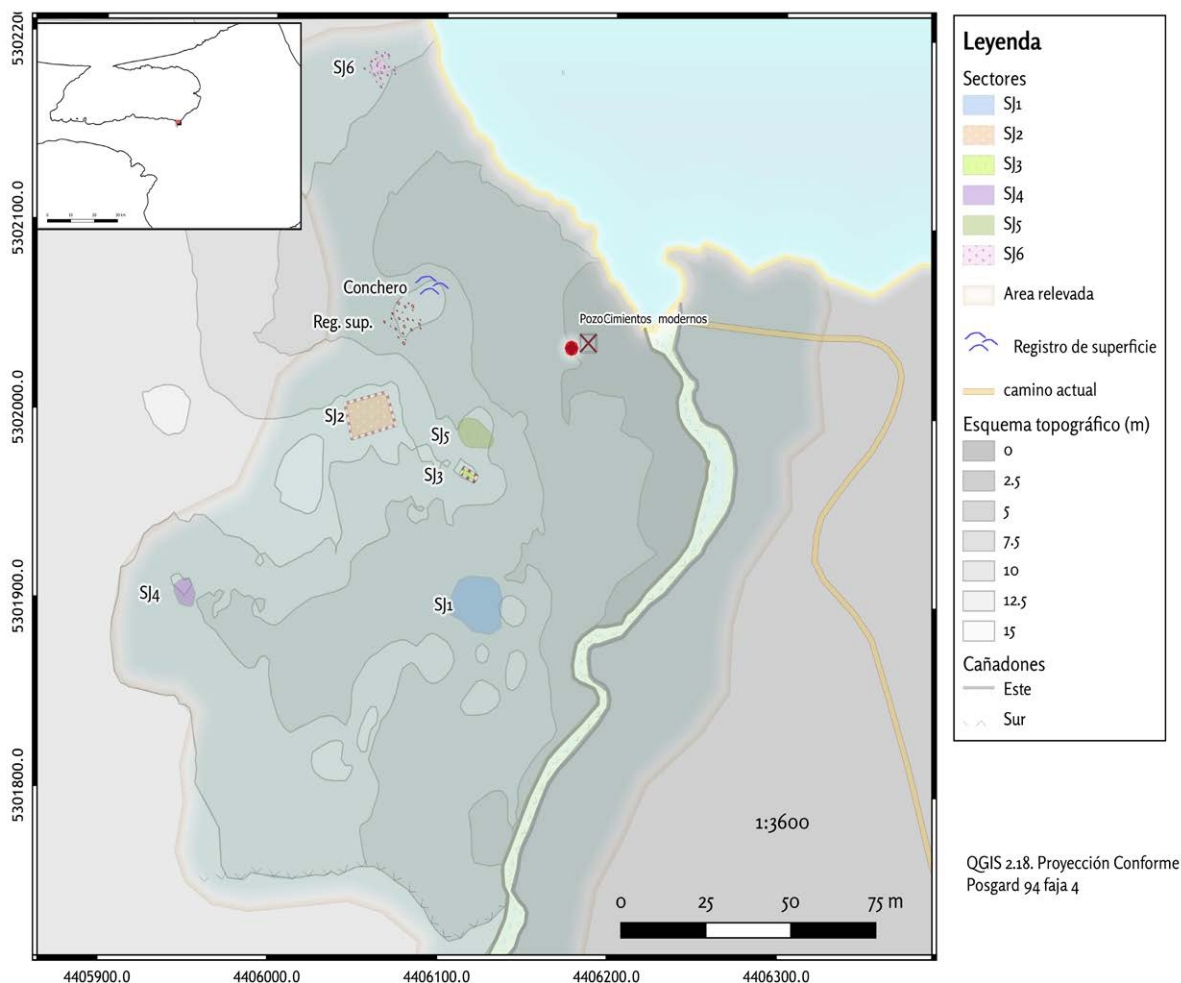 5302200
5302100.0
5302000.0
5301900.0
5301800.0
SJ6
Conchero
Reg. sup.
PozoCimientos modernos
SJ2
SJ5
SJ3
SJ4
SJ1
1:3600
0 25 50 75 m
4405900.0 4406000.0 4406100.0 4406200.0 4406300.0
Leyenda
Sectores
SJ1
SJ2
SJ3
SJ4
SJ5
SJ6
Area relevada
Registro de superficie
camino actual
Esquema topográfico (m)
0
2.5
5
7.5
10
12.5
15
Cañadones
Este
Sur
QGIS 2.18. Proyección Conforme
Posgard 94 faja 4